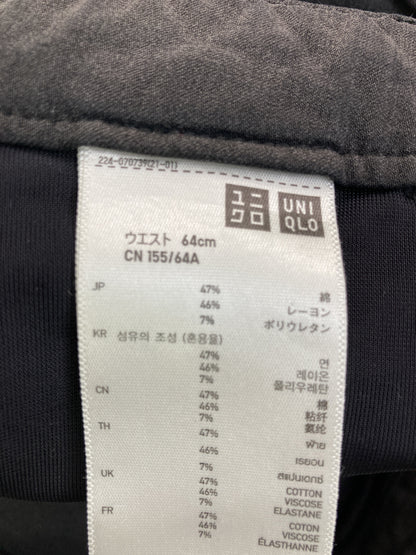 224-070739(21-01)
ユニクロ UNIQLO
ウエスト 64cm
CN 155/64A
JP 47% 綿
46% レーヨン
7% ポリウレタン
KR 섬유의 조성 (혼용율)
47% 면
46% 레이온
7% 폴리우레탄
CN 47% 棉
46% 粘纤
7% 氨纶
TH 47% ฝ้าย
46% เรยอน
7% สแปนเดกซ์
UK 47% COTTON
46% VISCOSE
7% ELASTANE
FR 47% COTON
46% VISCOSE
7% ÉLASTHANNE